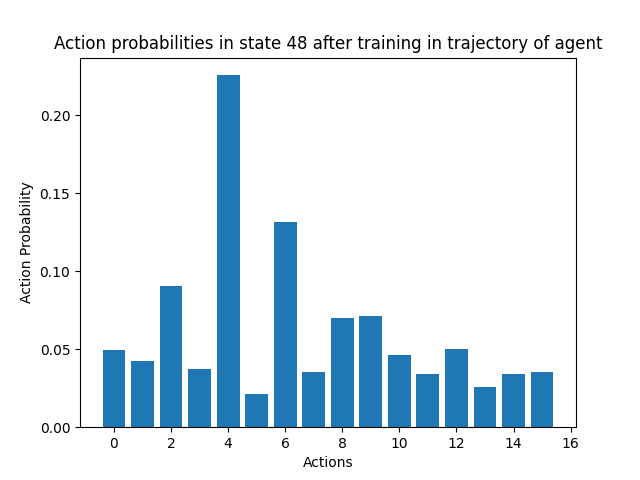 Action probabilities in state 48 after training in trajectory of agent
Action Probability
0.20
0.15
0.10
0.05
0.00
0 2 4 6 8 10 12 14 16
Actions